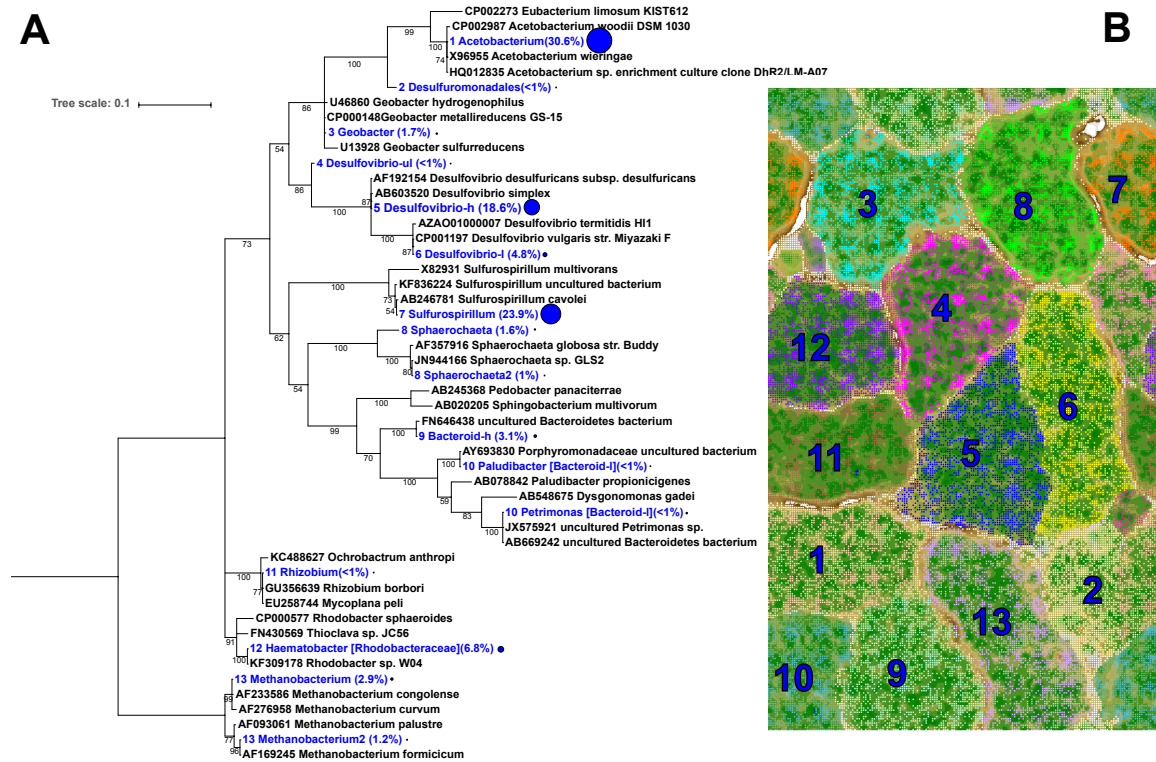 A
B
Tree scale: 0.1
CP002273 Eubacterium limosum KIST612
CP002987 Acetobacterium woodii DSM 1030
1 Acetobacterium(30.6%)
X96955 Acetobacterium wieringae
HQ012835 Acetobacterium sp. enrichment culture clone DhR2/LM-A07
2 Desulfuromonadales(<1%)
U46860 Geobacter hydrogenophilus
CP000148Geobacter metallireducens GS-15
3 Geobacter (1.7%)
U13928 Geobacter sulfurreducens
4 Desulfovibrio-ul (<1%)
AF192154 Desulfovibrio desulfuricans subsp. desulfuricans
AB603520 Desulfovibrio simplex
5 Desulfovibrio-h (18.6%)
AZAO01000007 Desulfovibrio termitidis HI1
CP001197 Desulfovibrio vulgaris str. Miyazaki F
6 Desulfovibrio-l (4.8%)
X82931 Sulfurospirillum multivorans
KF836224 Sulfurospirillum uncultured bacterium
AB246781 Sulfurospirillum cavolei
7 Sulfurospirillum (23.9%)
8 Sphaerochaeta (1.6%)
AF357916 Sphaerochaeta globosa str. Buddy
JN944166 Sphaerochaeta sp. GLS2
8 Sphaerochaeta2 (1%)
AB245368 Pedobacter panaciterrae
AB020205 Sphingobacterium multivorum
FN646438 uncultured Bacteroidetes bacterium
9 Bacteroid-h (3.1%)
AY693830 Porphyromonadaceae uncultured bacterium
10 Paludibacter [Bacteroid-l](<1%)
AB078842 Paludibacter propionicigenes
AB548675 Dysgonomonas gadei
10 Petrimonas [Bacteroid-l](<1%)
JX575921 uncultured Petrimonas sp.
AB669242 uncultured Bacteroidetes bacterium
KC488627 Ochrobactrum anthropi
11 Rhizobium(<1%)
GU356639 Rhizobium borbori
EU258744 Mycoplana peli
CP000577 Rhodobacter sphaeroides
FN430569 Thioclava sp. JC56
12 Haematobacter [Rhodobacteraceae](6.8%)
KF309178 Rhodobacter sp. W04
13 Methanobacterium (2.9%)
AF233586 Methanobacterium congolense
AF276958 Methanobacterium curvum
AF093061 Methanobacterium palustre
13 Methanobacterium2 (1.2%)
AF169245 Methanobacterium formicicum
99
100
74
100
86
54
86
100
87
73
100
73
54
62
100
100
80
54
99
100
70
100
59
83
100
100
77
91
100
99
77
96
3
8
7
4
12
6
11
5
1
2
13
10
9